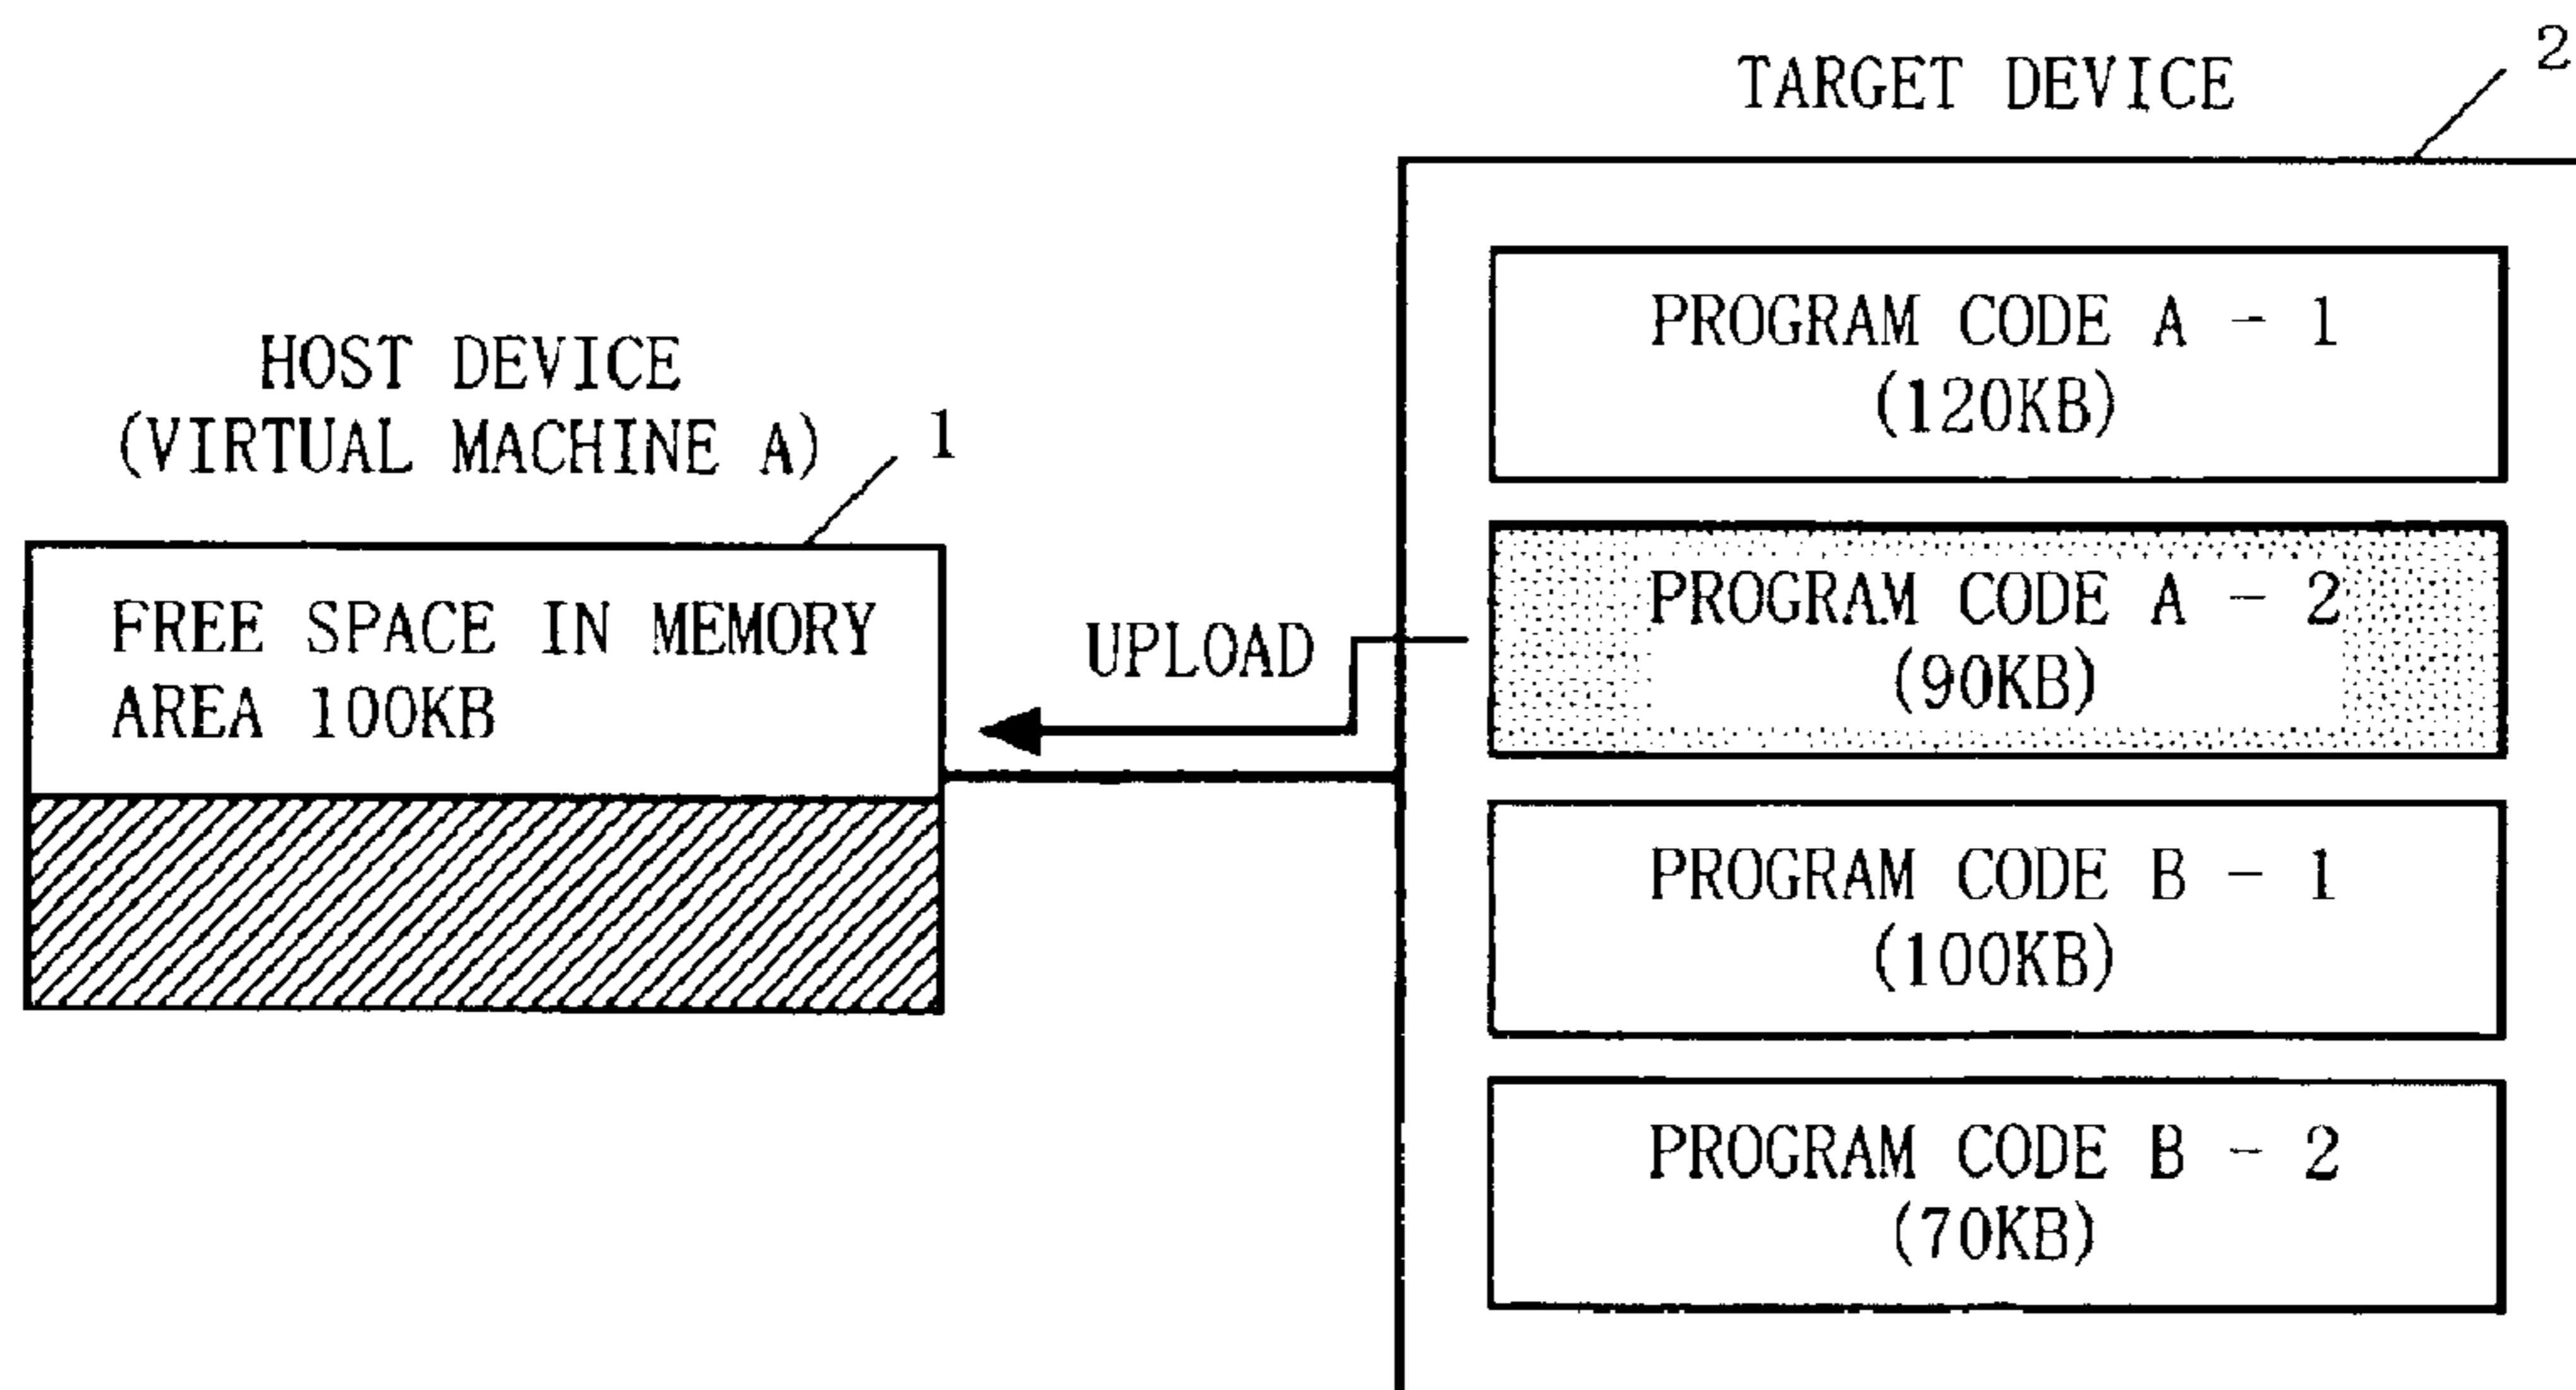 TARGET DEVICE
2
HOST DEVICE
(VIRTUAL MACHINE A)
1
FREE SPACE IN MEMORY
AREA 100KB
UPLOAD
PROGRAM CODE A - 1
(120KB)
PROGRAM CODE A - 2
(90KB)
PROGRAM CODE B - 1
(100KB)
PROGRAM CODE B - 2
(70KB)